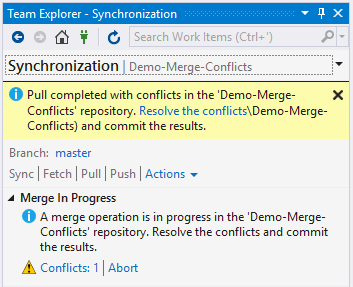 Team Explorer - Synchronization
Search Work Items (Ctrl+')
Synchronization | Demo-Merge-Conflicts
Pull completed with conflicts in the 'Demo-Merge-
Conflicts' repository. Resolve the conflicts\Demo-Merge-
Conflicts) and commit the results.
Branch: master
Sync | Fetch | Pull | Push | Actions
Merge In Progress
A merge operation is in progress in the 'Demo-Merge-
Conflicts' repository. Resolve the conflicts and commit
the results.
Conflicts: 1 | Abort